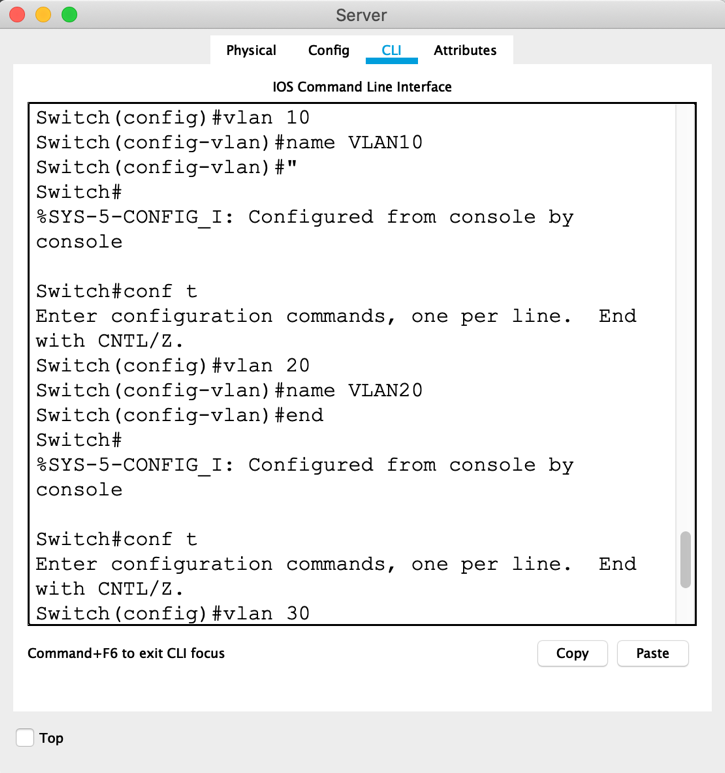 Server
Physical Config CLI Attributes
IOS Command Line Interface
Switch(config)#vlan 10
Switch(config-vlan)#name VLAN10
Switch(config-vlan)#"
Switch#
%SYS-5-CONFIG_I: Configured from console by
console
Switch#conf t
Enter configuration commands, one per line.  End
with CNTL/Z.
Switch(config)#vlan 20
Switch(config-vlan)#name VLAN20
Switch(config-vlan)#end
Switch#
%SYS-5-CONFIG_I: Configured from console by
console
Switch#conf t
Enter configuration commands, one per line.  End
with CNTL/Z.
Switch(config)#vlan 30
Command+F6 to exit CLI focus Copy Paste
Top